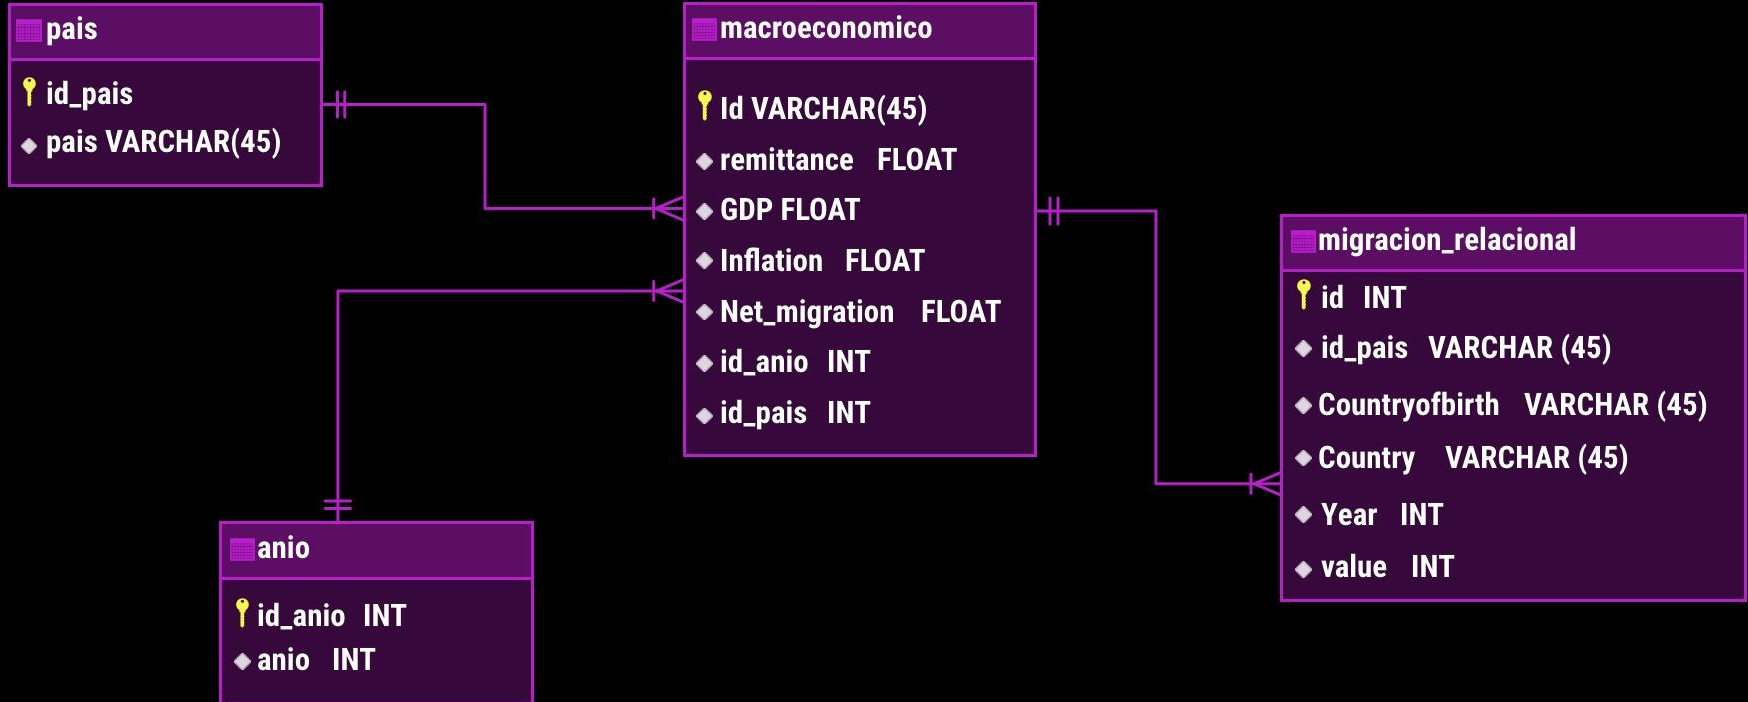 pais
id_pais
pais VARCHAR(45)
macroeconomico
Id VARCHAR(45)
remittance FLOAT
GDP FLOAT
Inflation FLOAT
Net_migration FLOAT
id_anio INT
id_pais INT
migracion_relacional
id INT
id_pais VARCHAR (45)
Countryofbirth VARCHAR (45)
Country VARCHAR (45)
Year INT
value INT
anio
id_anio INT
anio INT